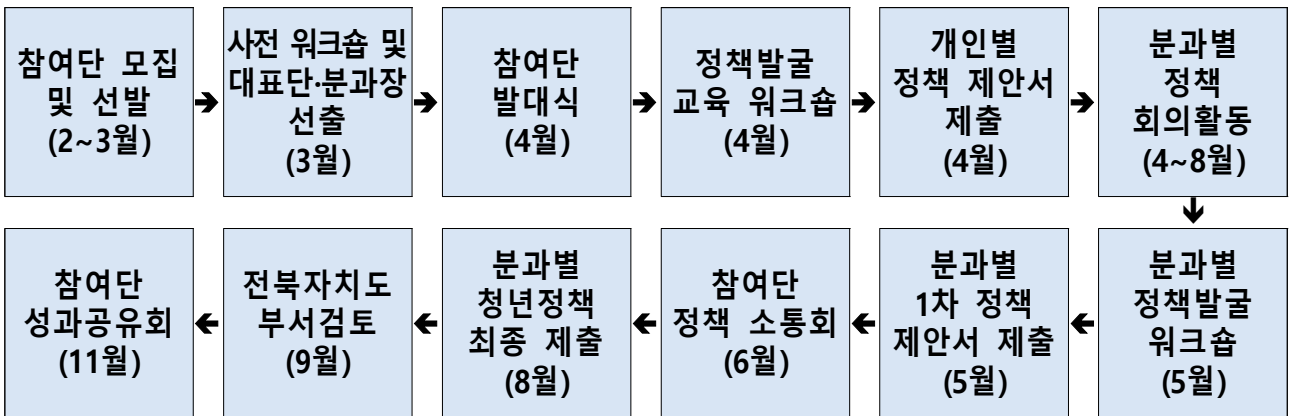 참여단 모집
및 선발
(2~3월)
사전 워크숍 및
대표단·분과장
선출
(3월)
참여단
발대식
(4월)
정책발굴
교육 워크숍
(4월)
개인별
정책 제안서
제출
(4월)
분과별
정책
회의활동
(4~8월)
분과별
정책발굴
워크숍
(5월)
분과별
1차 정책
제안서 제출
(5월)
참여단
정책 소통회
(6월)
분과별
청년정책
최종 제출
(8월)
전북자치도
부서검토
(9월)
참여단
성과공유회
(11월)